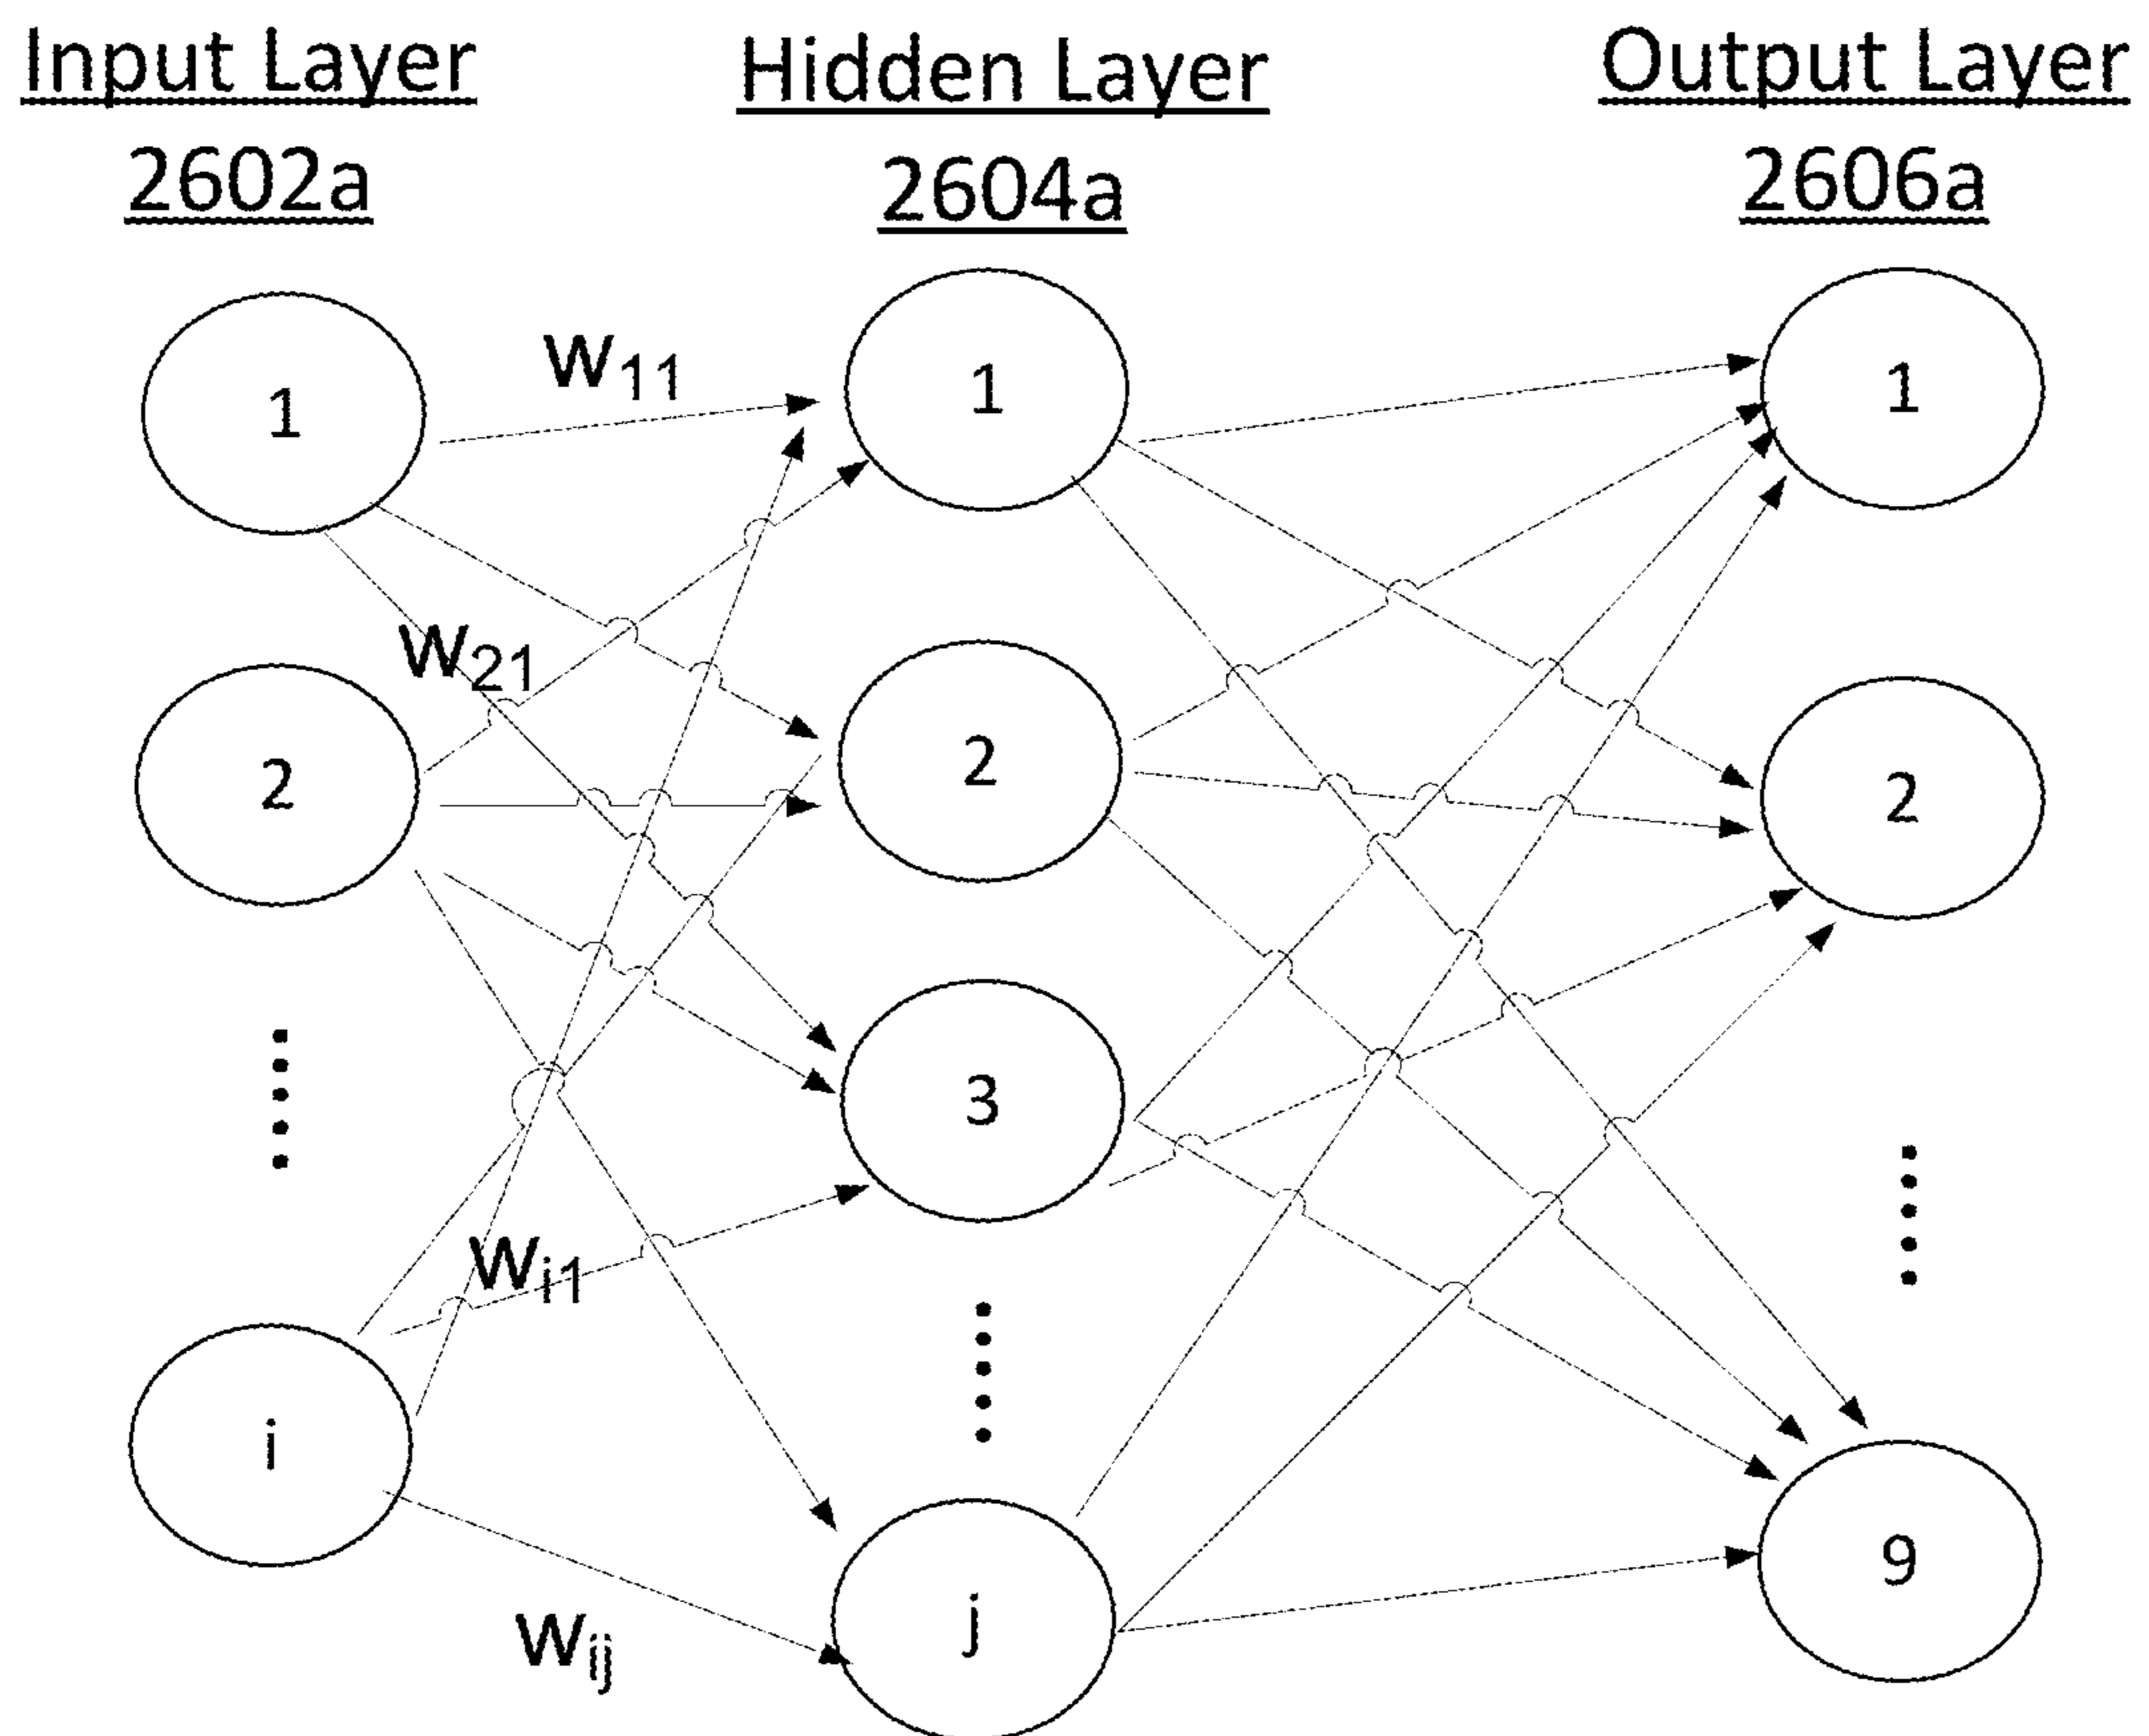 Input Layer
2602a
Hidden Layer
2604a
Output Layer
2606a
1
w11
1
1
w21
2
2
2
3
wi1
i
wij
j
9